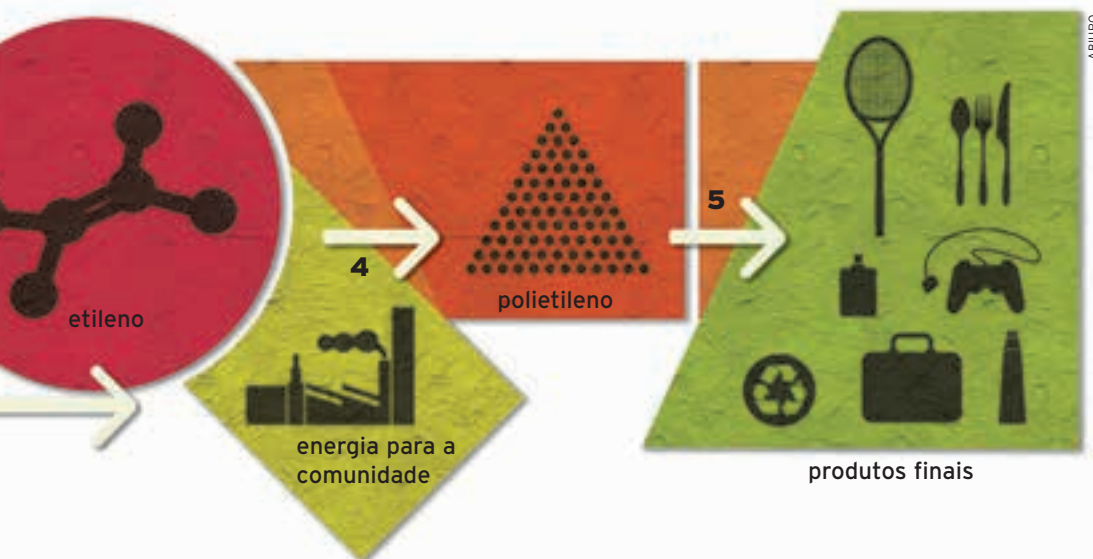 etileno
4
energia para a
comunidade
polietileno
5
produtos finais